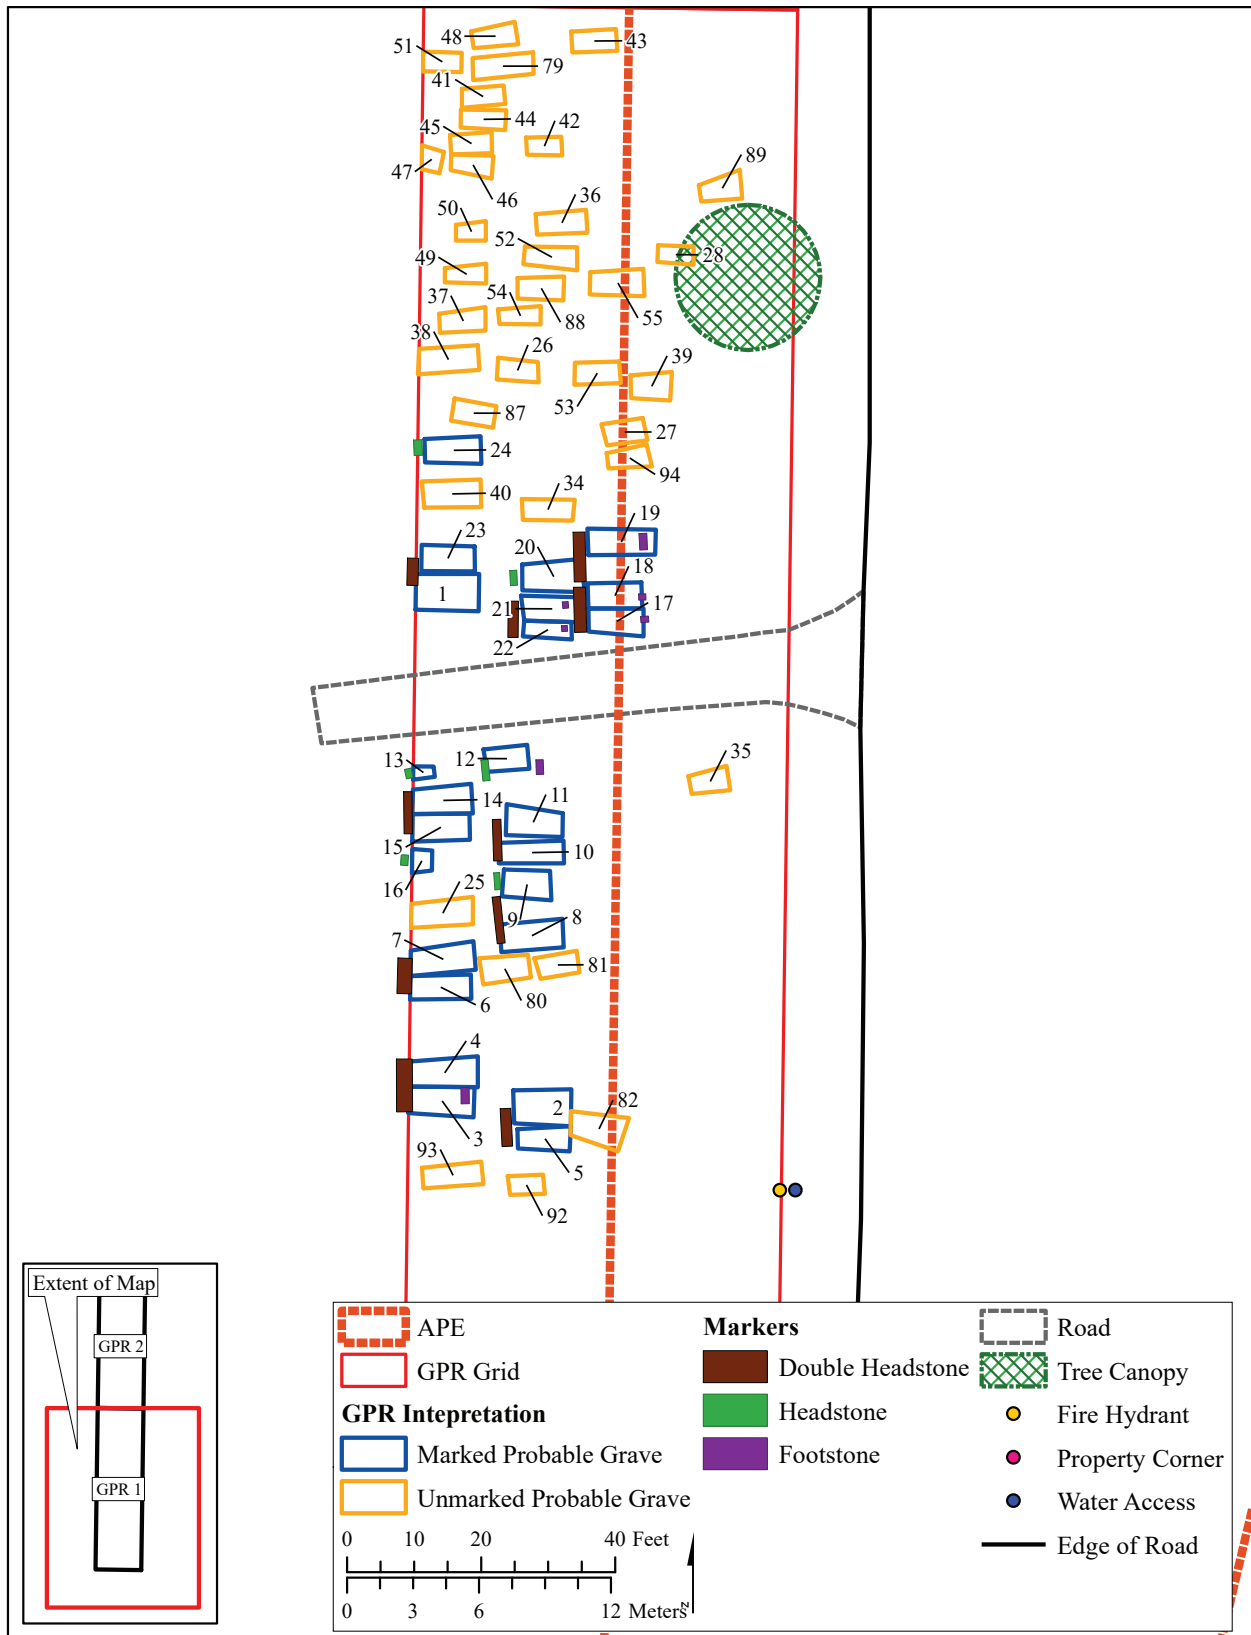 48
43
51
79
41
44
45
42
47
46
89
36
50
52
28
49
37
54
88
55
38
26
39
53
87
27
24
94
40
34
19
23
20
18
1
21
17
22
13
12
35
14
11
15
10
16
25
9
8
7
81
80
6
4
2
82
3
93
5
92
Extent of Map
GPR 2
GPR 1
APE
GPR Grid
GPR Intepretation
Marked Probable Grave
Unmarked Probable Grave
0 10 20 40 Feet
0 3 6 12 Meters
z
Markers
Double Headstone
Headstone
Footstone
Road
Tree Canopy
Fire Hydrant
Property Corner
Water Access
Edge of Road